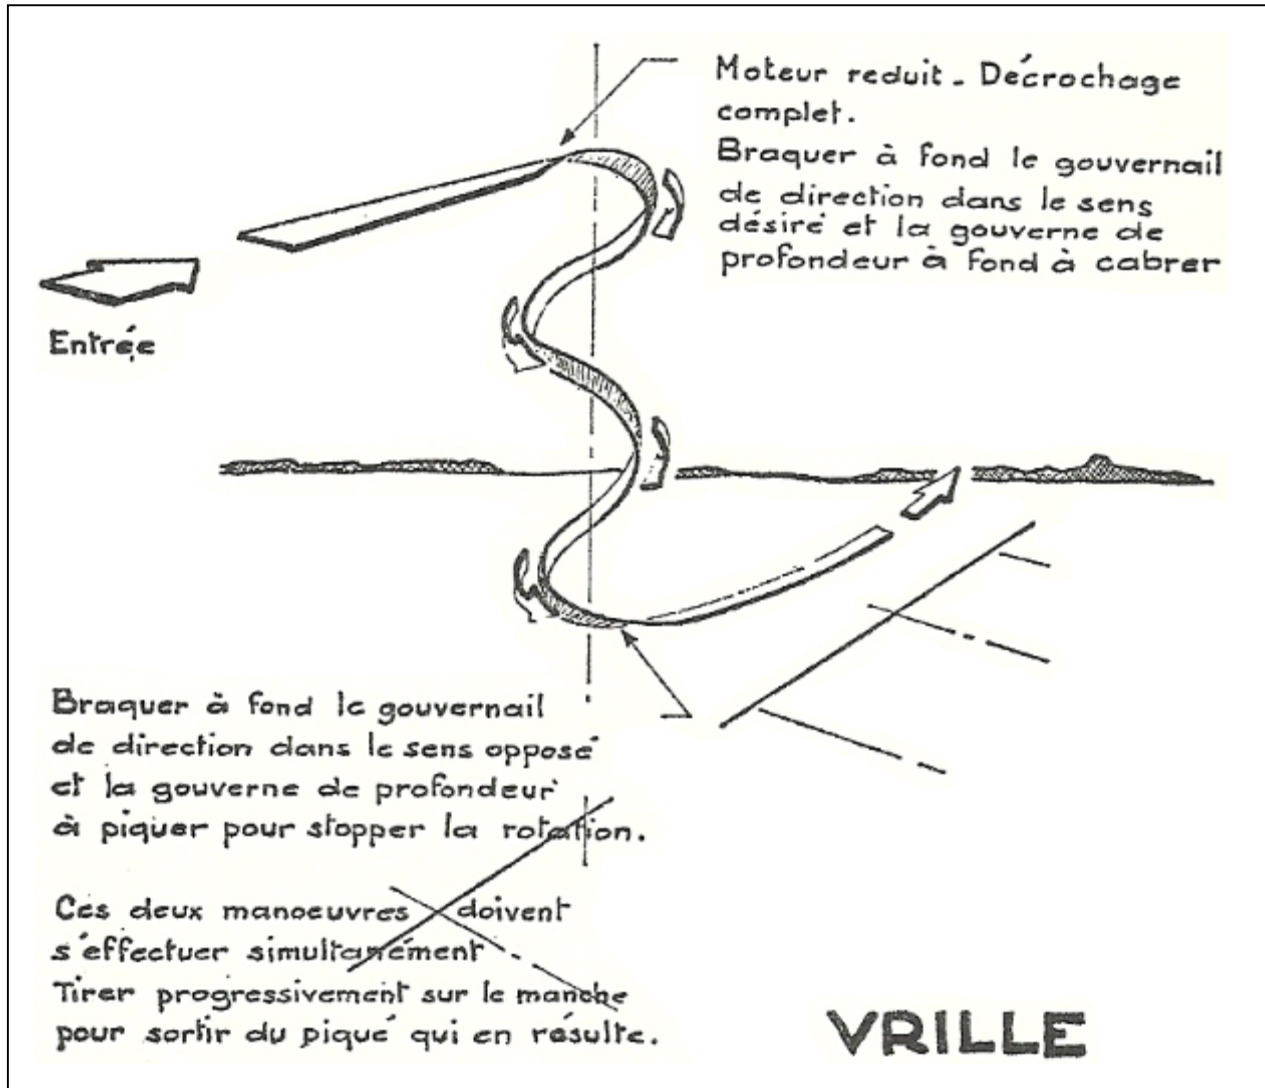 Moteur reduit _ Décrochage
complet.
Braquer à fond le gouvernail
de direction dans le sens
désiré et la gouverne de
profondeur à fond à cabrer
Entrée
Braquer à fond le gouvernail
de direction dans le sens opposé
et la gouverne de profondeur
à piquer pour stopper la rotation.
Ces deux manoeuvres doivent
s'effectuer simultanément
Tirer progressivement sur le manche
pour sortir du piqué qui en résulte.
VRILLE